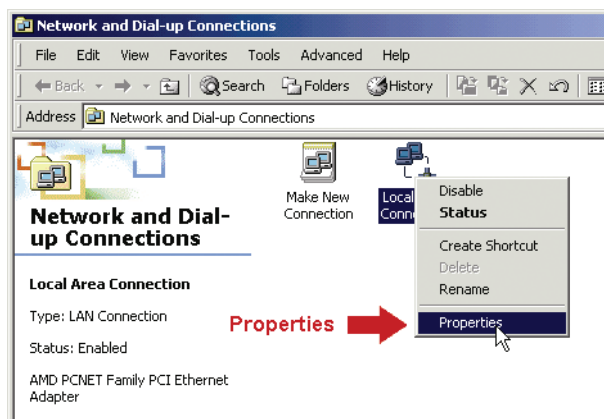 Network and Dial-up Connections
File Edit View Favorites Tools Advanced Help
Back Search Folders History
Address Network and Dial-up Connections
Network and Dial-
up Connections
Local Area Connection
Type: LAN Connection
Status: Enabled
AMD PCNET Family PCI Ethernet
Adapter
Make New
Connection
Local
Conn
Disable
Status
Create Shortcut
Delete
Rename
Properties
Properties